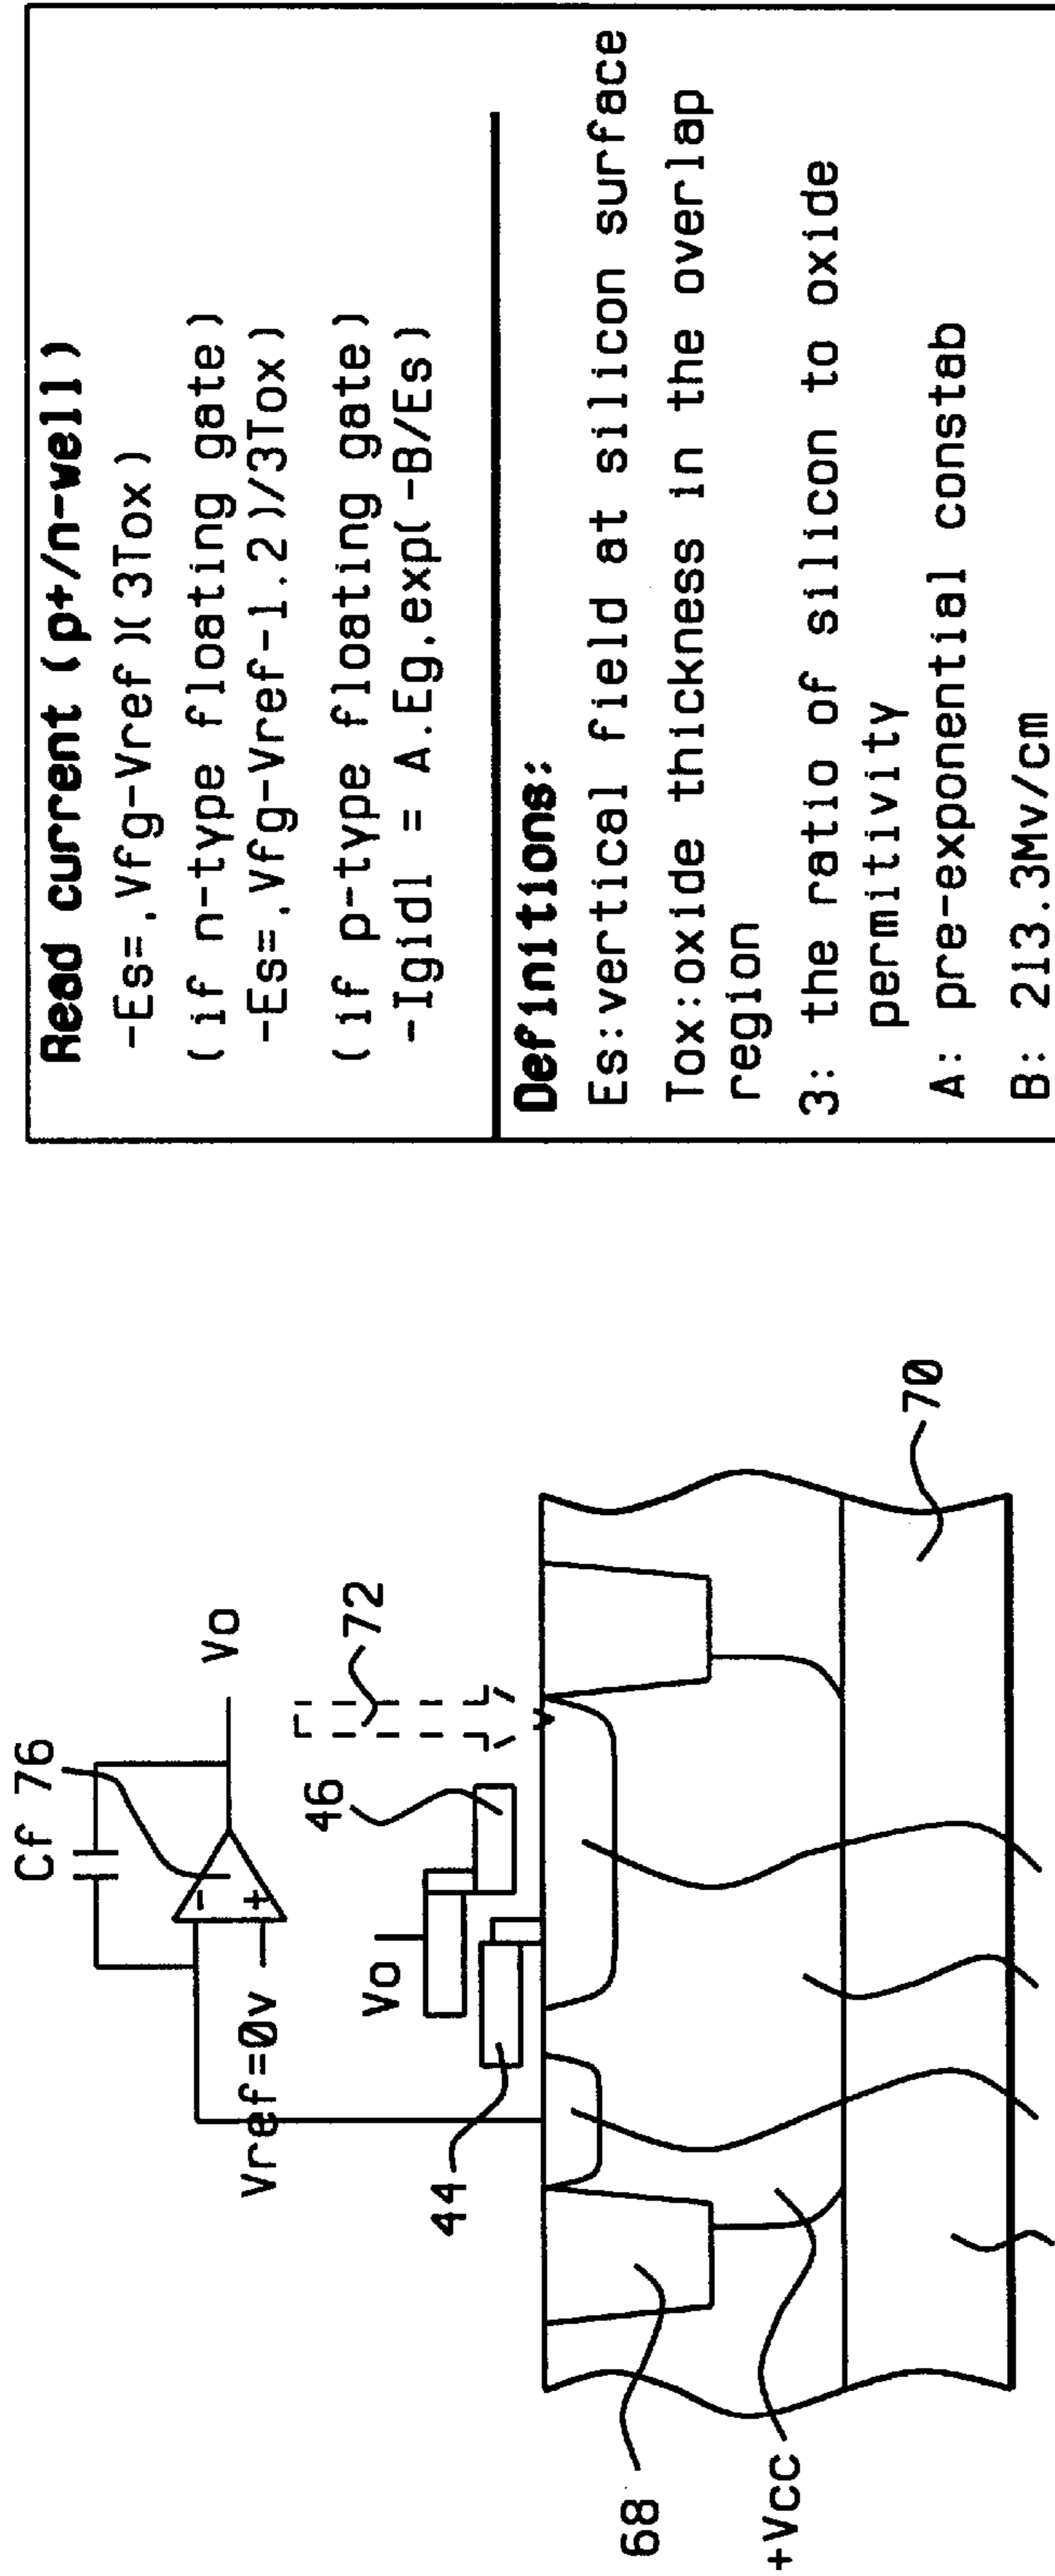 Read current (p+/n-well)
-Es=,Vfg-Vref)(3Tox)
(if n-type floating gate)
-Es=,Vfg-Vref-1.2)/3Tox)
(if p-type floating gate)
-Igidl = A.Eg.exp(-B/Es)
Definitions:
Es:vertical field at silicon surface
Tox:oxide thickness in the overlap
region
3: the ratio of silicon to oxide
permitivity
A: pre-exponential constab
B: 213.3Mv/cm
Cf 76
Vo
- +
Vref=0v
72
46
Vo
44
70
68
+Vcc